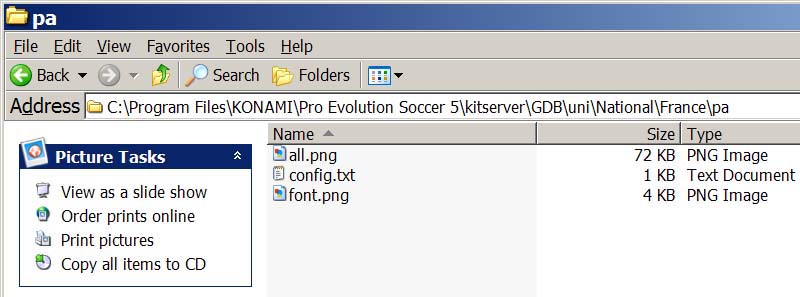 pa
File Edit View Favorites Tools Help
Back Search Folders
Address C:\Program Files\KONAMI\Pro Evolution Soccer 5\kitserver\GDB\uni\National\France\pa
Name Size Type
Picture Tasks
all.png 72 KB PNG Image
config.txt 1 KB Text Document
font.png 4 KB PNG Image
View as a slide show
Order prints online
Print pictures
Copy all items to CD